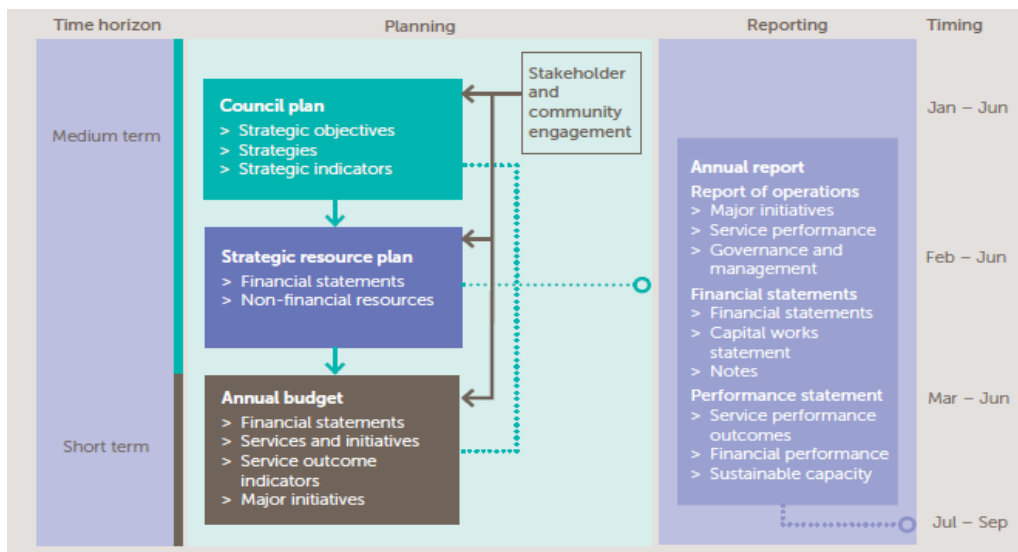 Time horizon
Planning
Reporting
Timing
Medium term
Short term
Council plan
> Strategic objectives
> Strategies
> Strategic indicators
Stakeholder
and
community
engagement
Strategic resource plan
> Financial statements
> Non-financial resources
Annual budget
> Financial statements
> Services and initiatives
> Service outcome
indicators
> Major initiatives
Annual report
Report of operations
> Major initiatives
> Service performance
> Governance and
management
Financial statements
> Financial statements
> Capital works
statement
> Notes
Performance statement
> Service performance
outcomes
> Financial performance
> Sustainable capacity
Jan – Jun
Feb – Jun
Mar – Jun
Jul – Sep